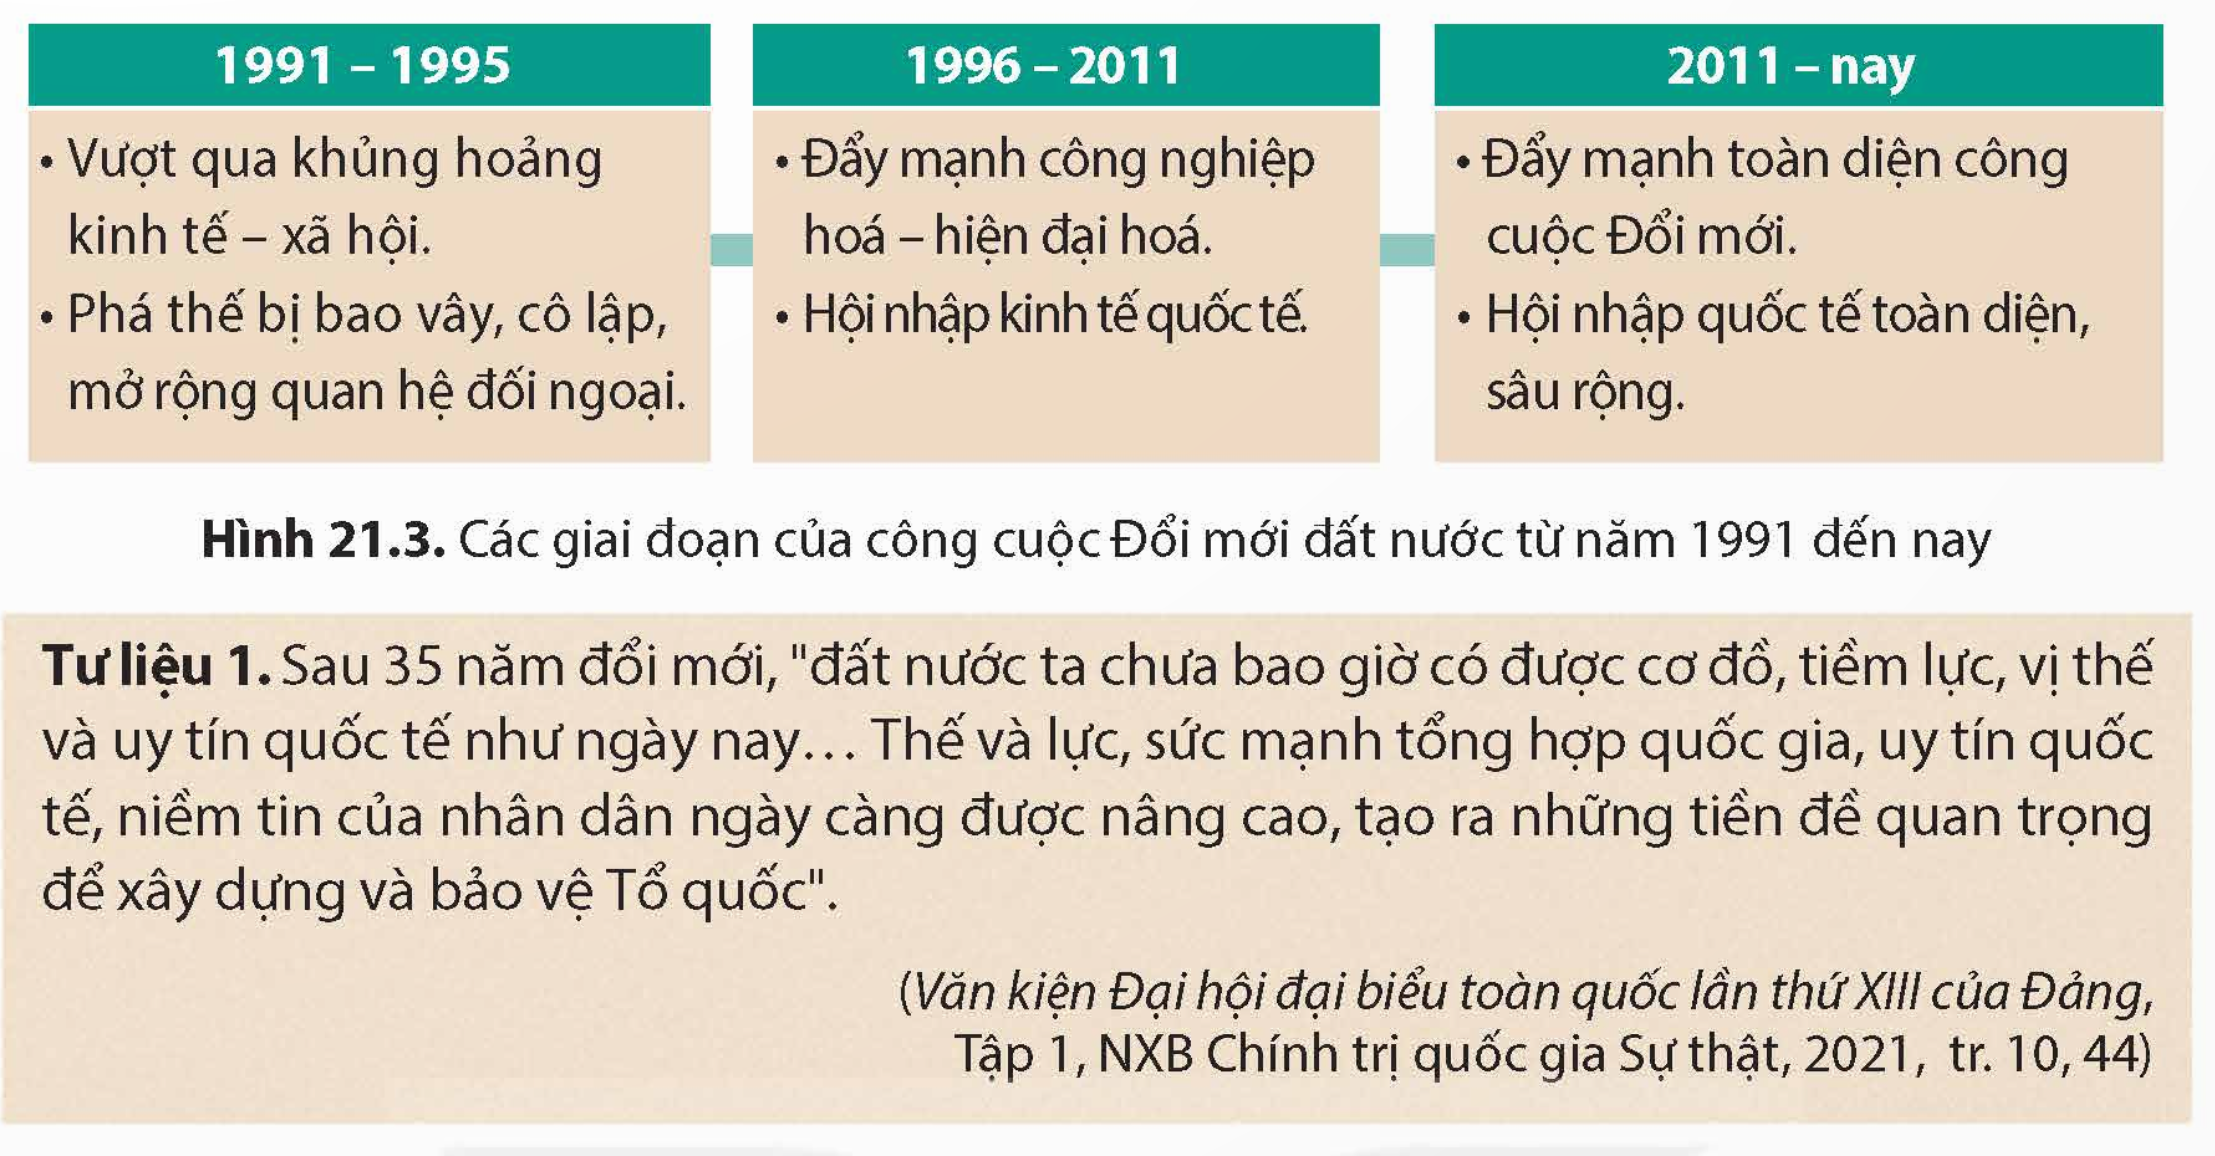 1991 – 1995
• Vượt qua khủng hoảng
kinh tế – xã hội.
• Phá thế bị bao vây, cô lập,
mở rộng quan hệ đối ngoại.
1996 – 2011
• Đẩy mạnh công nghiệp
hoá – hiện đại hoá.
• Hội nhập kinh tế quốc tế.
2011 – nay
• Đẩy mạnh toàn diện công
cuộc Đổi mới.
• Hội nhập quốc tế toàn diện,
sâu rộng.
Hình 21.3. Các giai đoạn của công cuộc Đổi mới đất nước từ năm 1991 đến nay
Tư liệu 1. Sau 35 năm đổi mới, "đất nước ta chưa bao giờ có được cơ đồ, tiềm lực, vị thế
và uy tín quốc tế như ngày nay... Thế và lực, sức mạnh tổng hợp quốc gia, uy tín quốc
tế, niềm tin của nhân dân ngày càng được nâng cao, tạo ra những tiền đề quan trọng
để xây dựng và bảo vệ Tổ quốc".
(Văn kiện Đại hội đại biểu toàn quốc lần thứ XIII của Đảng,
Tập 1, NXB Chính trị quốc gia Sự thật, 2021, tr. 10, 44)